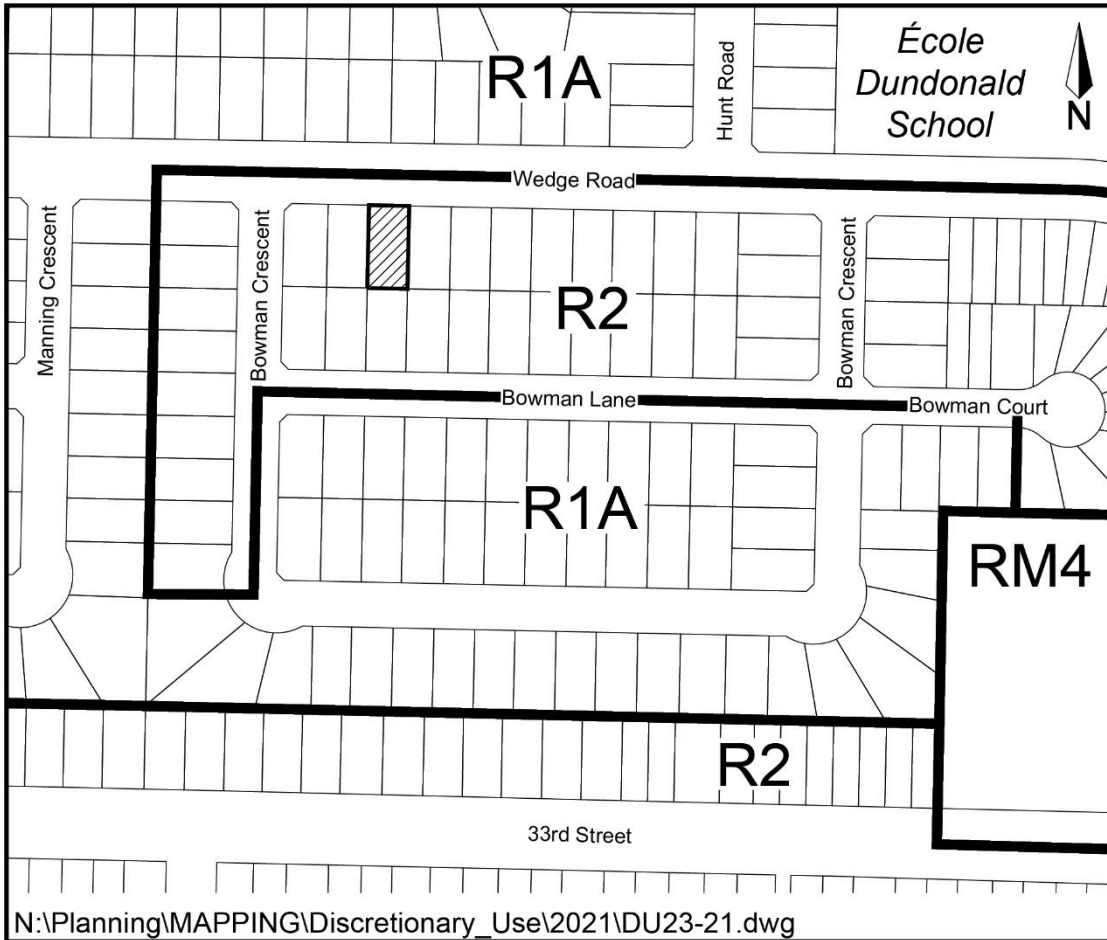 R1A
Hunt Road
École
Dundonald
School
N
Wedge Road
Manning Crescent
Bowman Crescent
R2
Bowman Crescent
Bowman Lane
Bowman Court
R1A
RM4
R2
33rd Street
N:\Planning\MAPPING\Discretionary_Use\2021\DU23-21.dwg